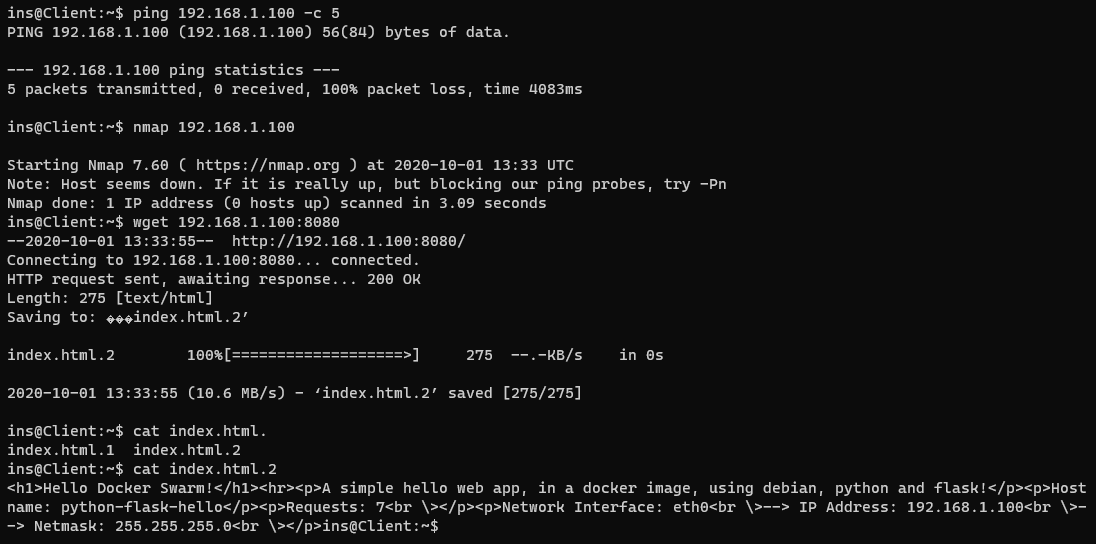 ins@Client:~$ ping 192.168.1.100 -c 5
PING 192.168.1.100 (192.168.1.100) 56(84) bytes of data.
--- 192.168.1.100 ping statistics ---
5 packets transmitted, 0 received, 100% packet loss, time 4083ms
ins@Client:~$ nmap 192.168.1.100
Starting Nmap 7.60 ( https://nmap.org ) at 2020-10-01 13:33 UTC
Note: Host seems down. If it is really up, but blocking our ping probes, try -Pn
Nmap done: 1 IP address (0 hosts up) scanned in 3.09 seconds
ins@Client:~$ wget 192.168.1.100:8080
--2020-10-01 13:33:55--  http://192.168.1.100:8080/
Connecting to 192.168.1.100:8080... connected.
HTTP request sent, awaiting response... 200 OK
Length: 275 [text/html]
Saving to: ���index.html.2’
index.html.2        100%[===================>]     275  --.-KB/s    in 0s
2020-10-01 13:33:55 (10.6 MB/s) - ‘index.html.2’ saved [275/275]
ins@Client:~$ cat index.html.
index.html.1  index.html.2
ins@Client:~$ cat index.html.2
<h1>Hello Docker Swarm!</h1><hr><p>A simple hello web app, in a docker image, using debian, python and flask!</p><p>Host
name: python-flask-hello</p><p>Requests: 7<br \></p><p>Network Interface: eth0<br \>--> IP Address: 192.168.1.100<br \>-
-> Netmask: 255.255.255.0<br \></p>ins@Client:~$